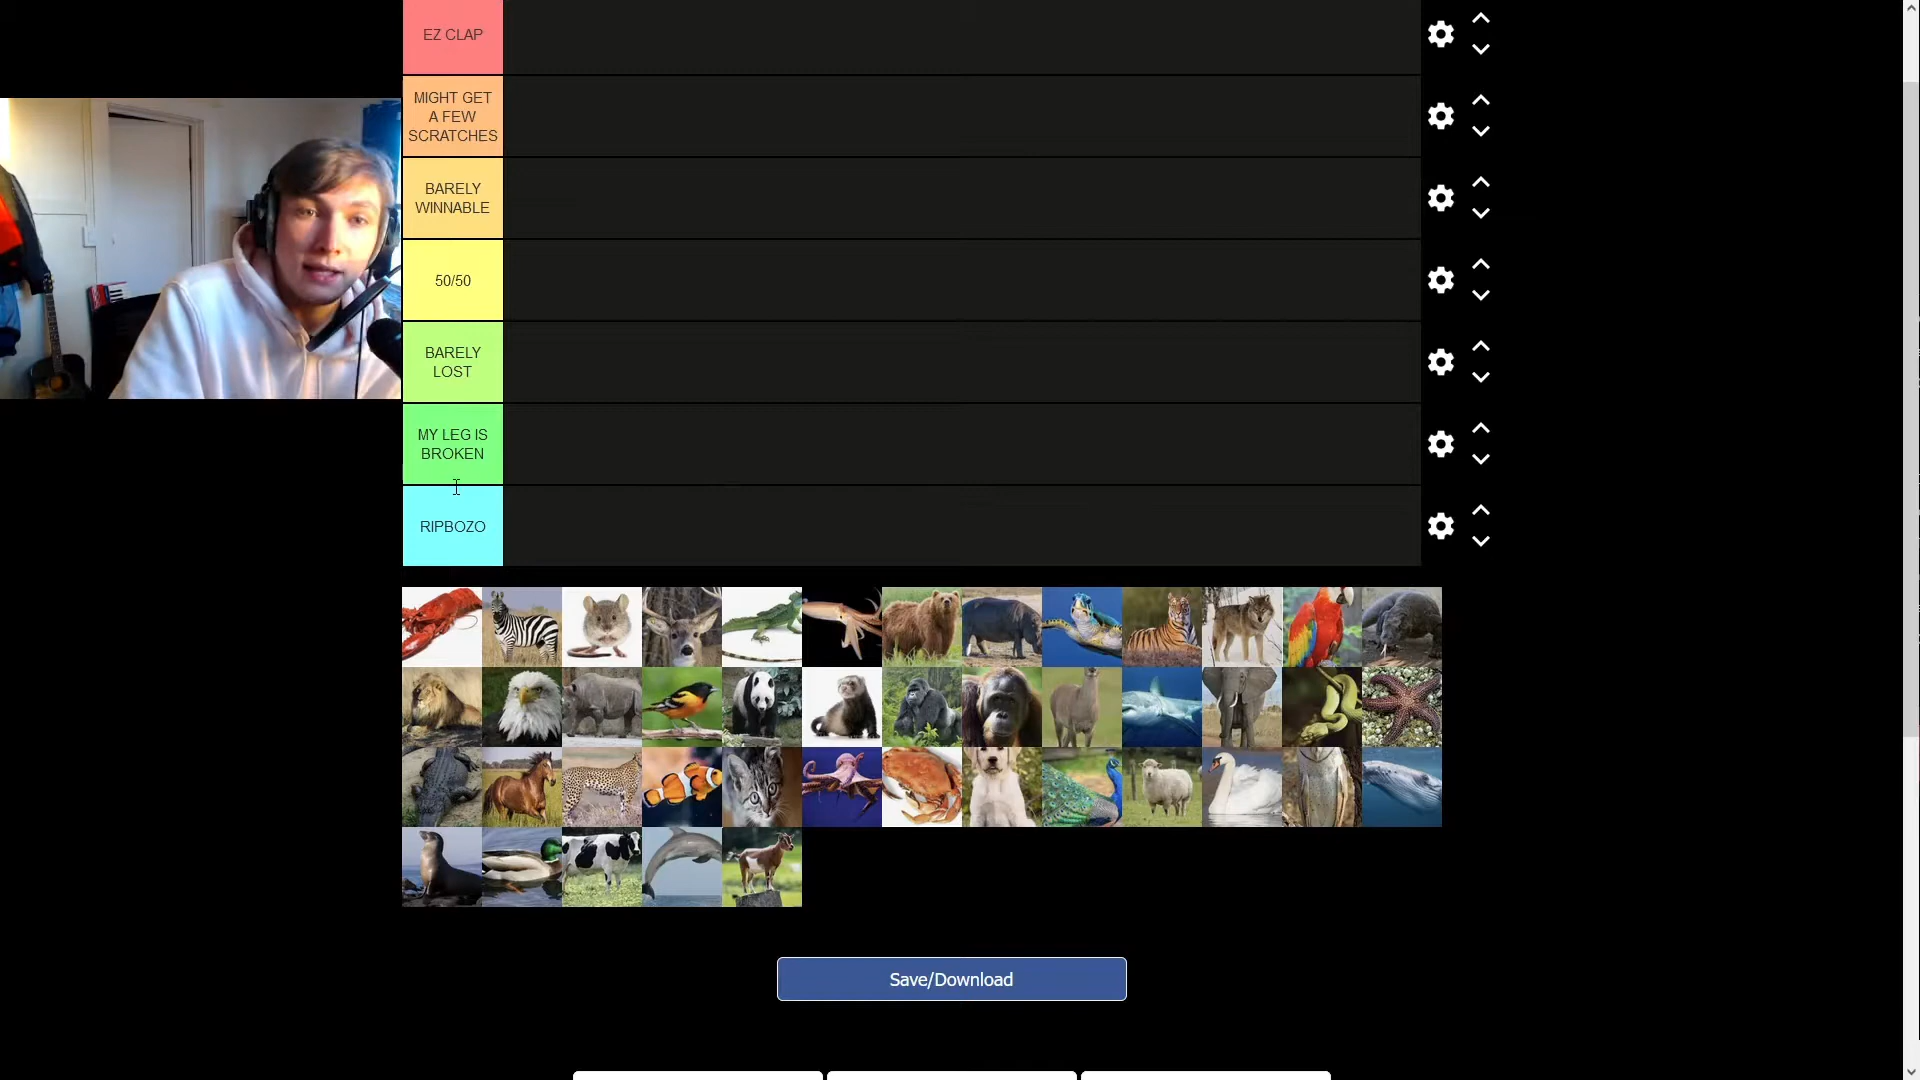 EZ CLAP
MIGHT GET
A FEW
SCRATCHES
BARELY
WINNABLE
50/50
BARELY
LOST
MY LEG IS
BROKEN
RIPBOZO
Save/Download